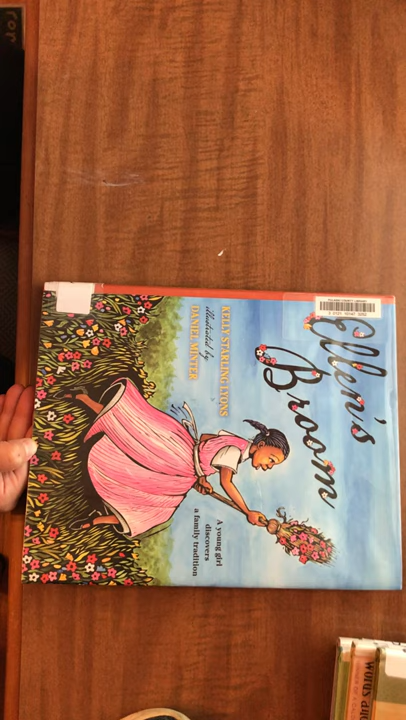 Ellen's
Broom
KELLY STARLING LYONS
illustrated by
DANIEL MINTER
A young girl
discovers
a family tradition